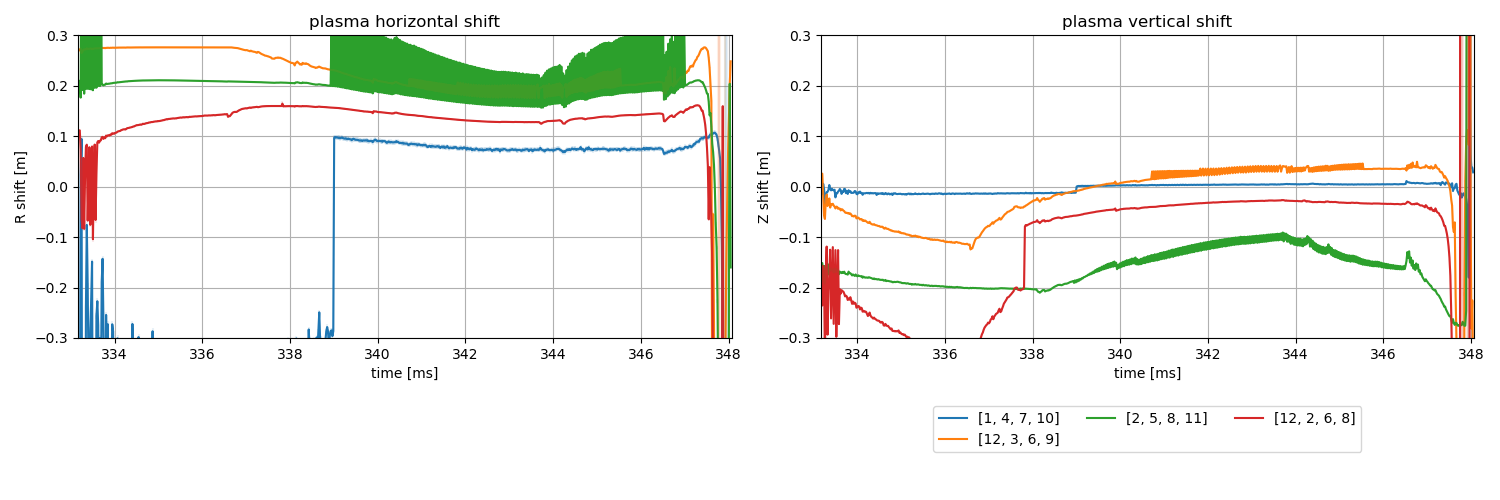 plasma horizontal shift
R shift [m]
0.3
0.2
0.1
0.0
−0.1
−0.2
−0.3
334 336 338 340 342 344 346 348
time [ms]
plasma vertical shift
Z shift [m]
0.3
0.2
0.1
0.0
−0.1
−0.2
−0.3
334 336 338 340 342 344 346 348
time [ms]
[1, 4, 7, 10] [2, 5, 8, 11] [12, 2, 6, 8]
[12, 3, 6, 9]